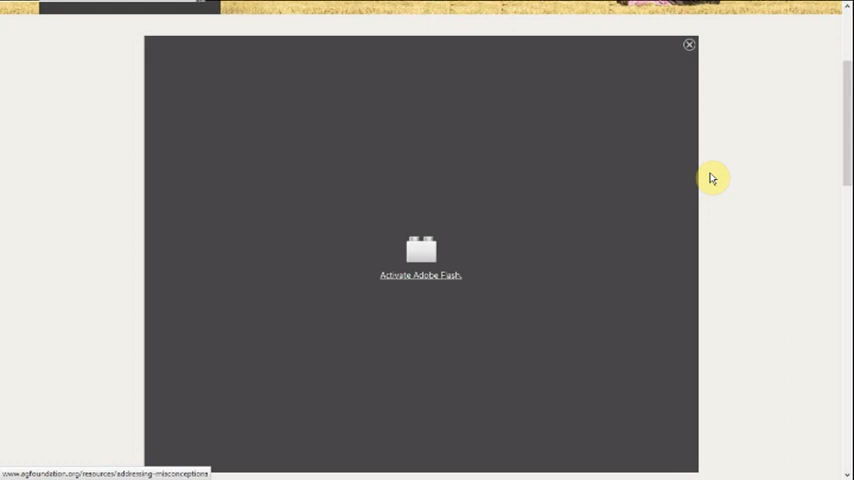 Activate Adobe Flash.
www.agfoundation.org/resources/addressing-misconceptions